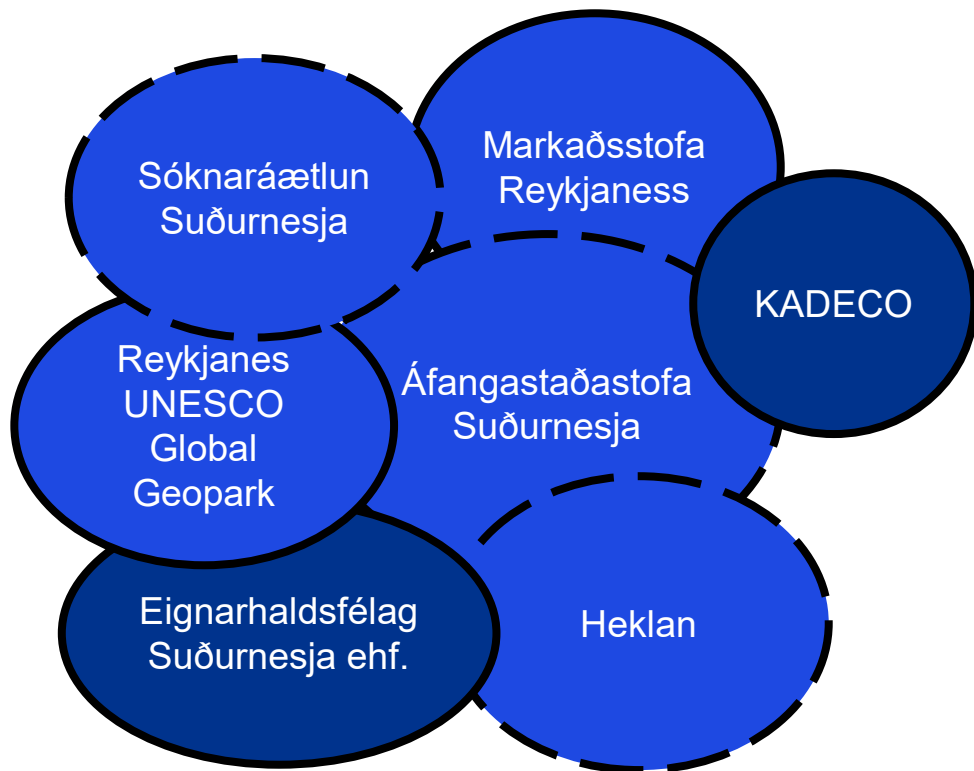 Sóknaráætlun
Suðurnesja
Markaðsstofa
Reykjaness
KADECO
Reykjanes
UNESCO
Global
Geopark
Áfangastaðastofa
Suðurnesja
Eignarhaldsfélag
Suðurnesja ehf.
Heklan